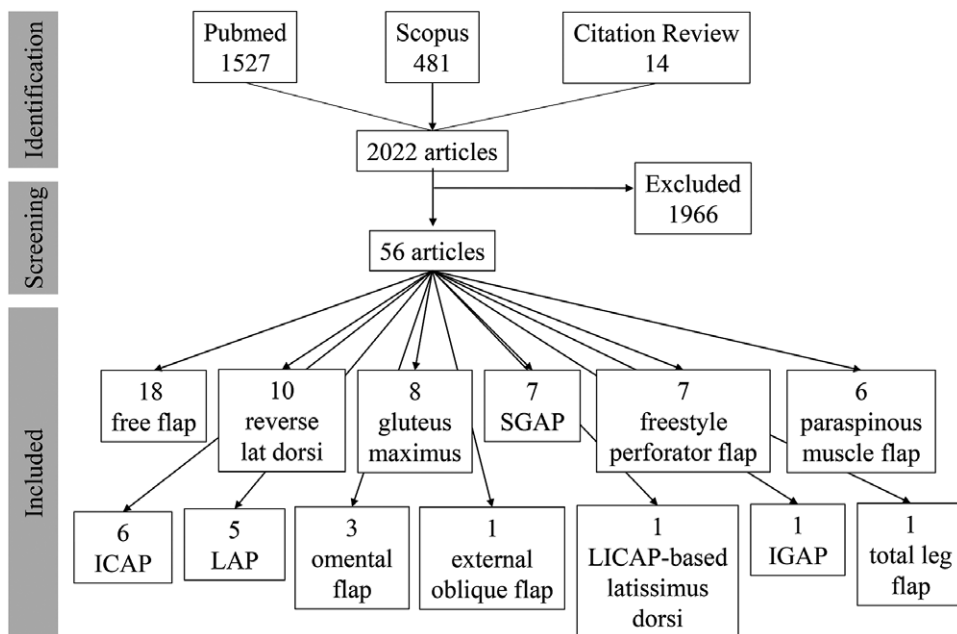 Identification
Pubmed
1527
Scopus
481
Citation Review
14
2022 articles
Screening
Excluded
1966
56 articles
Included
18
free flap
10
reverse
lat dorsi
8
gluteus
maximus
7
SGAP
7
freestyle
perforator flap
6
paraspinous
muscle flap
6
ICAP
5
LAP
3
omental
flap
1
external
oblique flap
1
LICAP-based
latissimus
dorsi
1
IGAP
1
total leg
flap